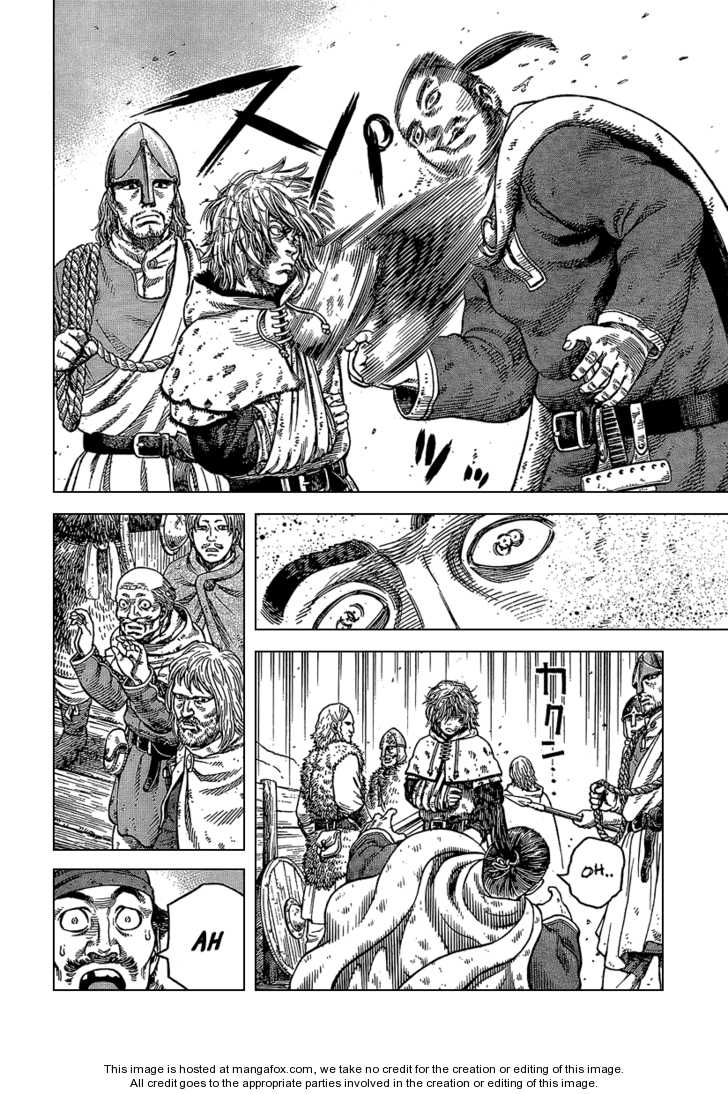 スパ
カクン
OH..
AH
This image is hosted at mangafox.com, we take no credit for the creation or editing of this image.
All credit goes to the appropriate parties involved in the creation or editing of this image.